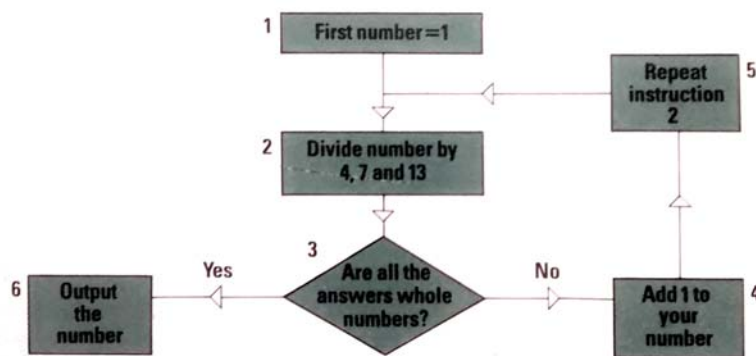 1
First number=1
5
Repeat
instruction
2
2
Divide number by
4, 7 and 13
3
Are all the
answers whole
numbers?
Yes
No
6
Output
the
number
4
Add 1 to
your
number